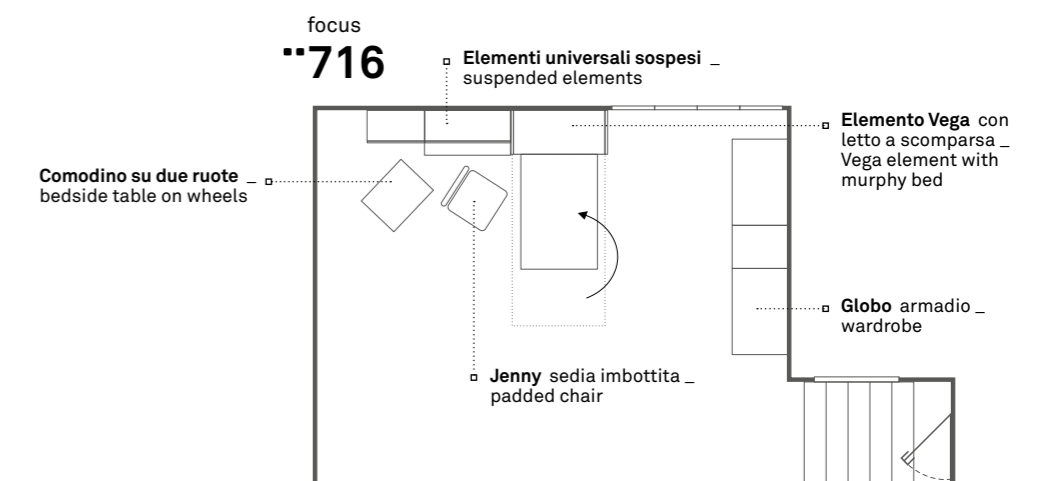 focus
¨716
Elementi universali sospesi _
suspended elements
Elemento Vega con
letto a scomparsa _
Vega element with
murphy bed
Comodino su due ruote _
bedside table on wheels
Globo armadio _
wardrobe
Jenny sedia imbottita _
padded chair